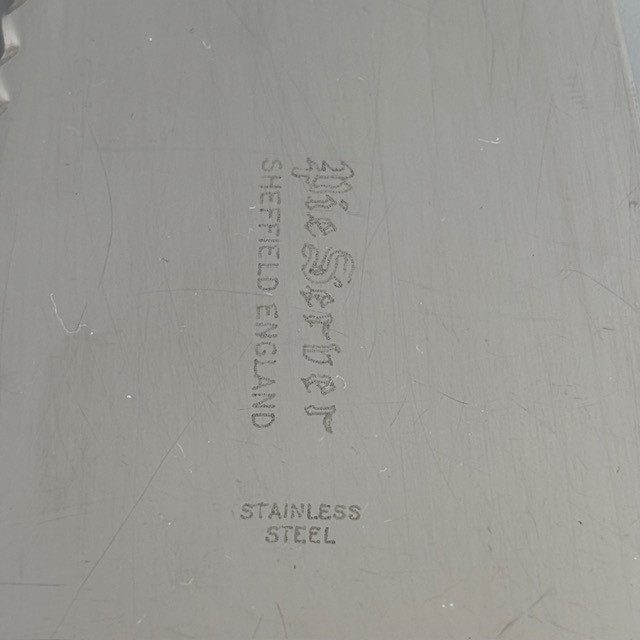 Pie Server
SHEFFIELD,ENGLAND
STAINLESS
STEEL